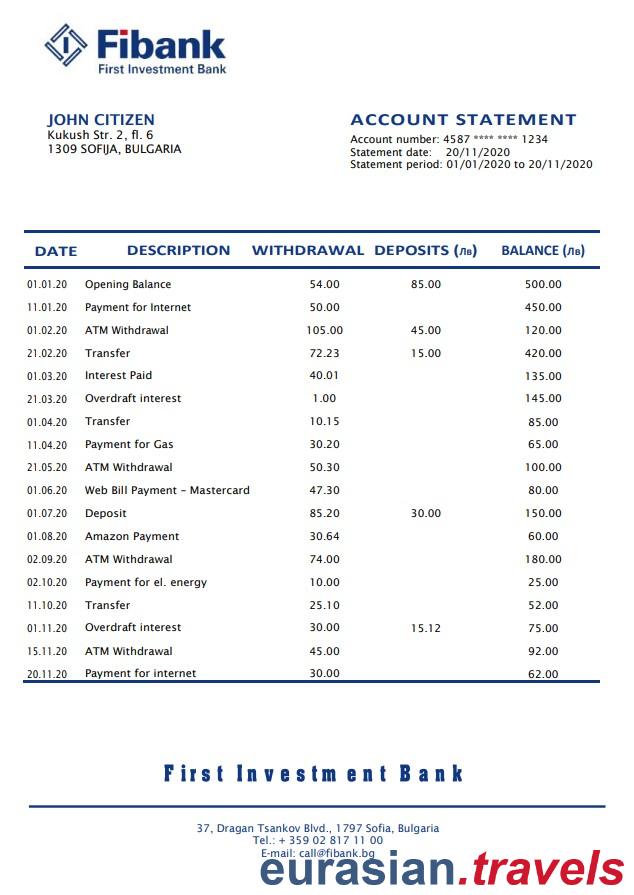 Fibank
First Investment Bank
JOHN CITIZEN
Kukush Str. 2, fl. 6
1309 SOFIJA, BULGARIA
ACCOUNT STATEMENT
Account number: 4587 **** **** 1234
Statement date: 20/11/2020
Statement period: 01/01/2020 to 20/11/2020
DATE DESCRIPTION WITHDRAWAL DEPOSITS (лв) BALANCE (лв)
01.01.20 Opening Balance 54.00 85.00 500.00
11.01.20 Payment for Internet 50.00 450.00
01.02.20 ATM Withdrawal 105.00 45.00 120.00
21.02.20 Transfer 72.23 15.00 420.00
01.03.20 Interest Paid 40.01 135.00
21.03.20 Overdraft interest 1.00 145.00
01.04.20 Transfer 10.15 85.00
11.04.20 Payment for Gas 30.20 65.00
21.05.20 ATM Withdrawal 50.30 100.00
01.06.20 Web Bill Payment – Mastercard 47.30 80.00
01.07.20 Deposit 85.20 30.00 150.00
01.08.20 Amazon Payment 30.64 60.00
02.09.20 ATM Withdrawal 74.00 180.00
02.10.20 Payment for el. energy 10.00 25.00
11.10.20 Transfer 25.10 52.00
01.11.20 Overdraft interest 30.00 15.12 75.00
15.11.20 ATM Withdrawal 45.00 92.00
20.11.20 Payment for internet 30.00 62.00
First Investment Bank
37, Dragan Tsankov Blvd., 1797 Sofia, Bulgaria
Tel.: + 359 02 817 11 00
E-mail: call@fibank.bg
eurasian.travels